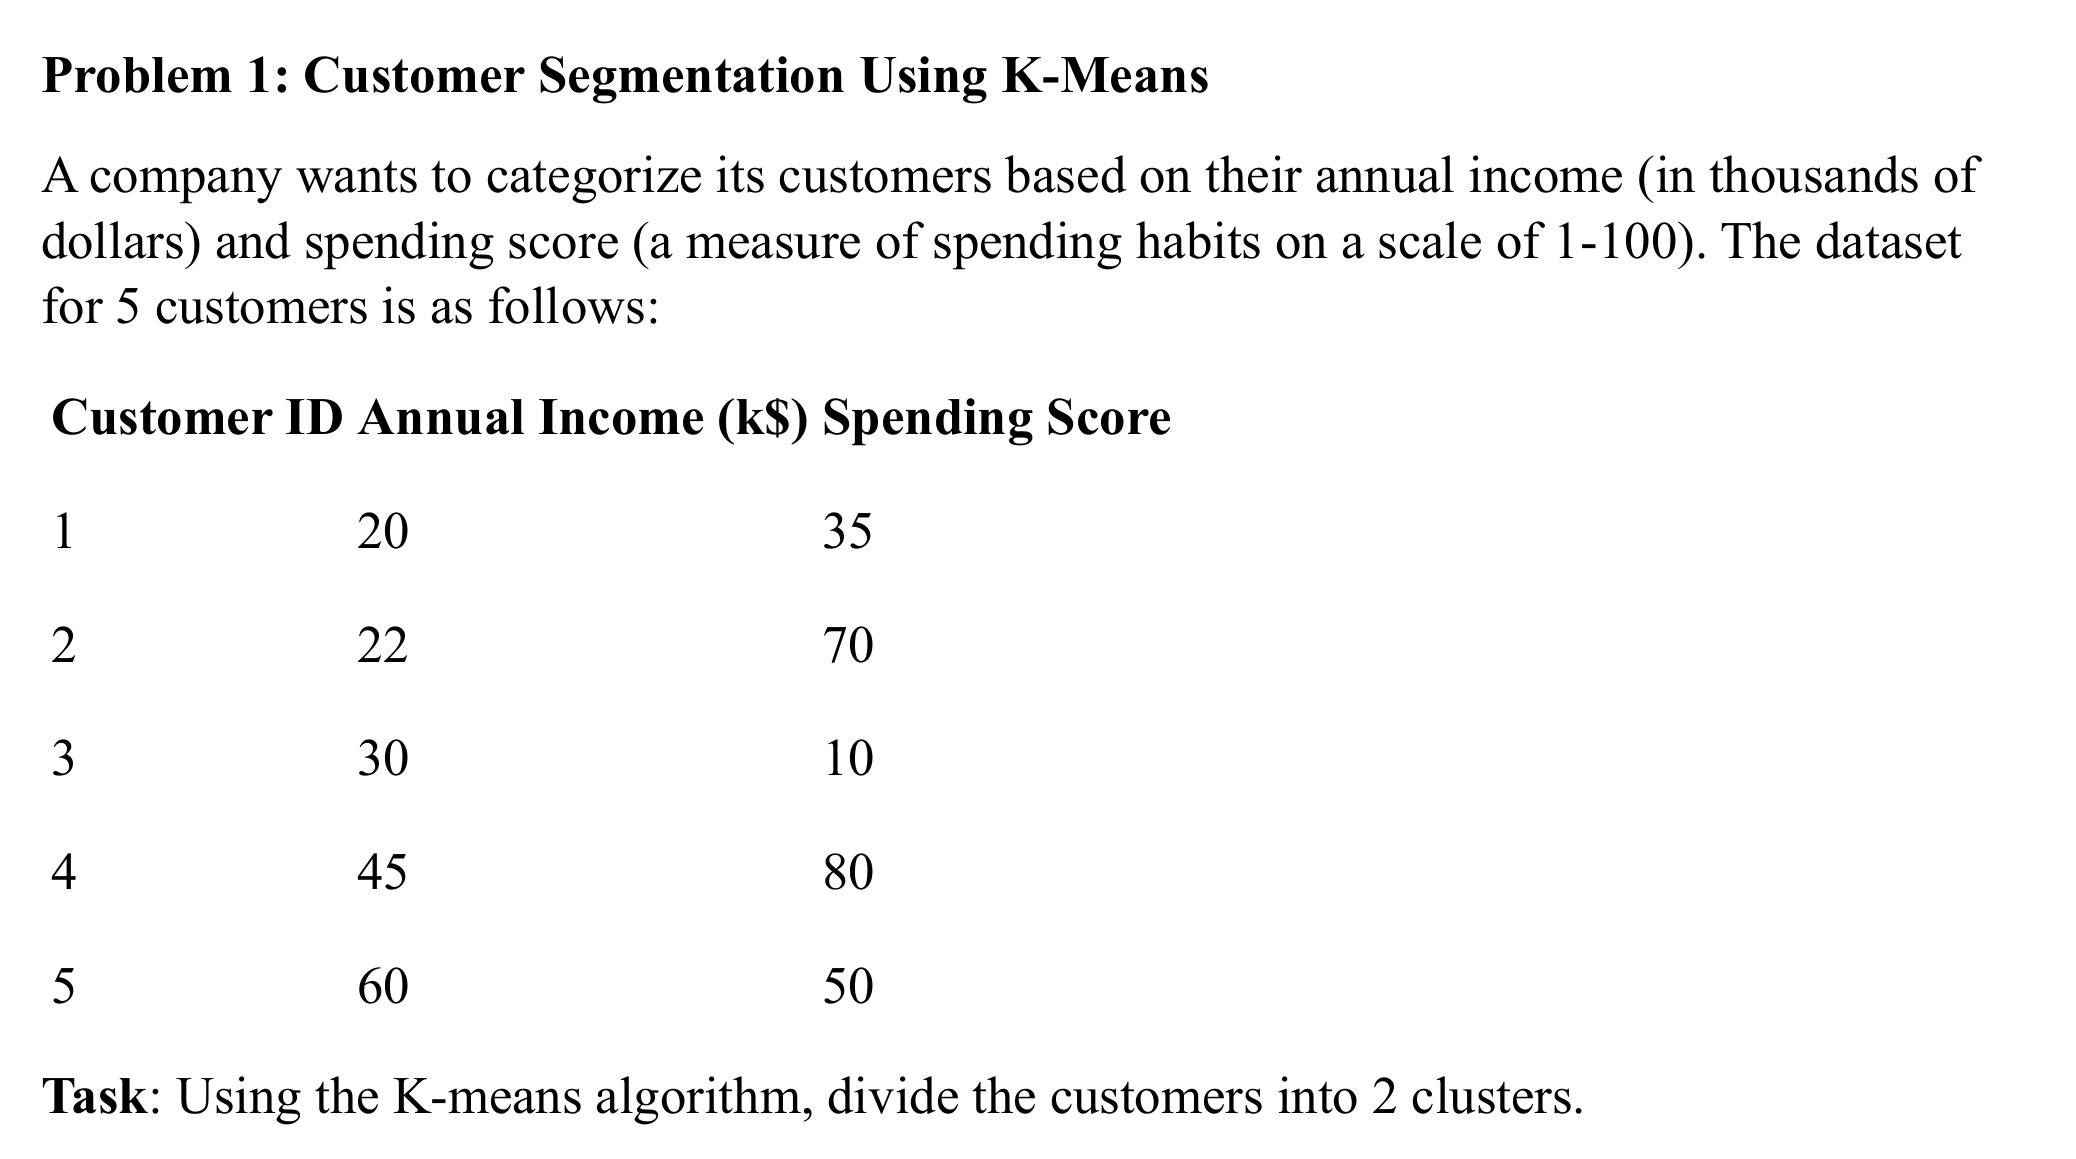 Problem 1: Customer Segmentation Using K-Means
A company wants to categorize its customers based on their annual income (in thousands of
dollars) and spending score (a measure of spending habits on a scale of 1-100). The dataset
for 5 customers is as follows:
Customer ID Annual Income (k$) Spending Score
1 20 35
2 22 70
3 30 10
4 45 80
5 60 50
Task: Using the K-means algorithm, divide the customers into 2 clusters.